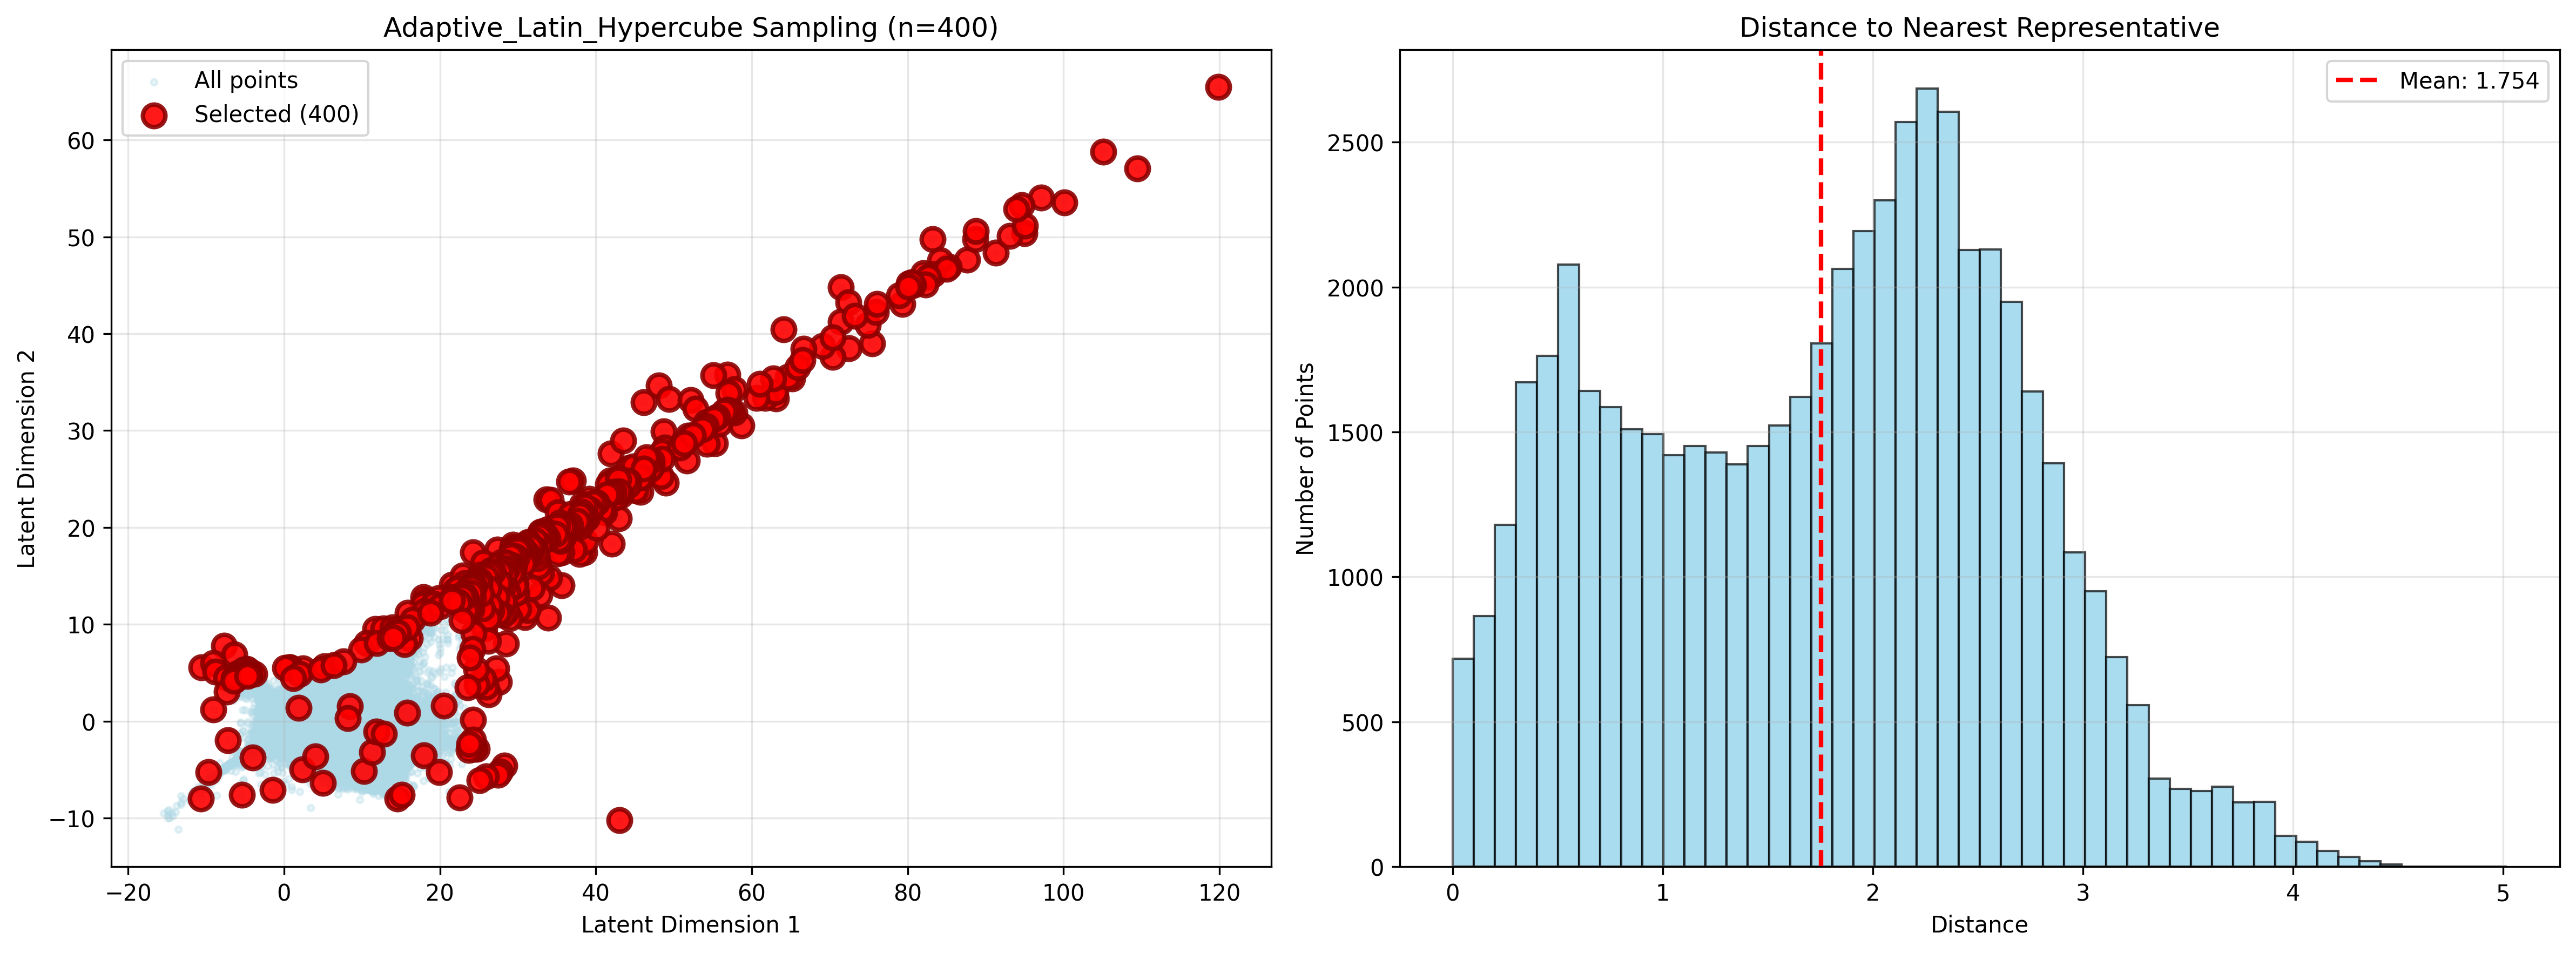 Adaptive_Latin_Hypercube Sampling (n=400)
All points
Selected (400)
Latent Dimension 2
60
50
40
30
20
10
0
−10
−20 0 20 40 60 80 100 120
Latent Dimension 1
Distance to Nearest Representative
Mean: 1.754
Number of Points
2500
2000
1500
1000
500
0
0 1 2 3 4 5
Distance